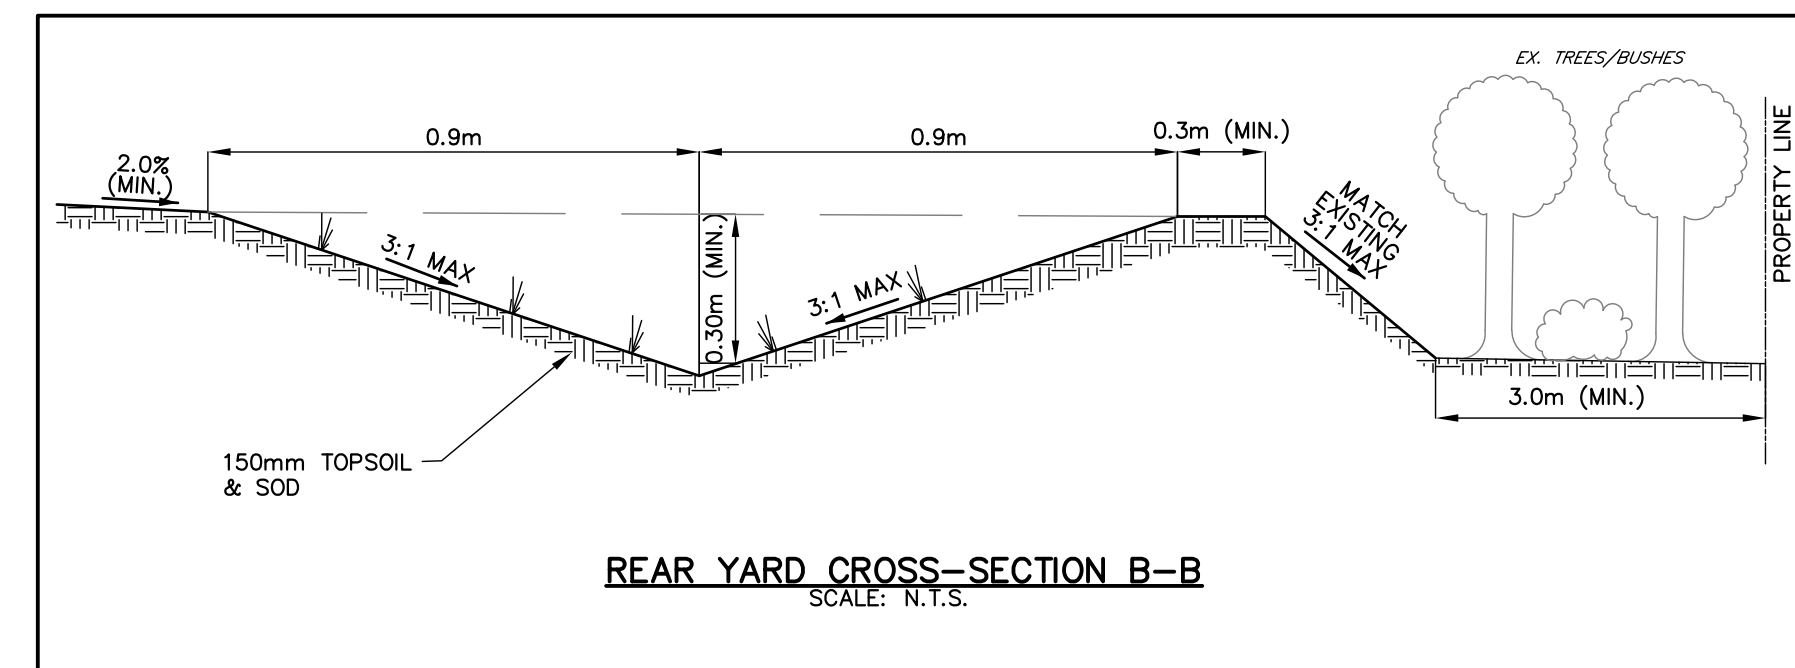 EX. TREES/BUSHES
0.9m
0.9m
0.3m (MIN.)
2.0%
(MIN.)
3:1 MAX
0.30m (MIN.)
3:1 MAX
MATCH
EXISTING
3:1 MAX
PROPERTY LINE
3.0m (MIN.)
150mm TOPSOIL
& SOD
REAR YARD CROSS-SECTION B-B
SCALE: N.T.S.